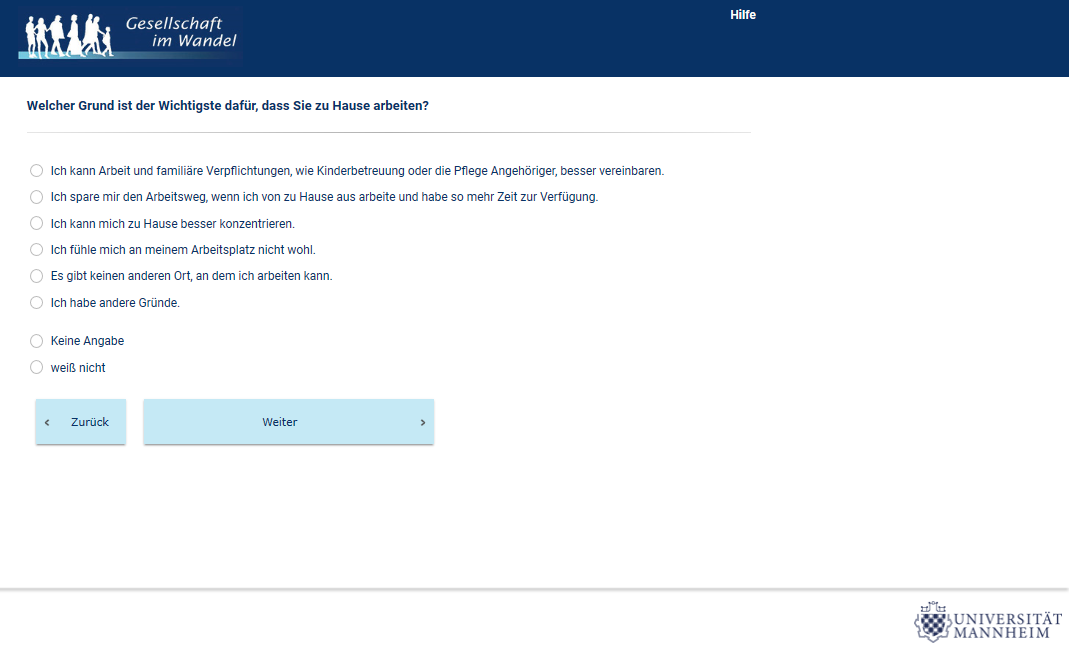 Gesellschaft
im Wandel
Hilfe
Welcher Grund ist der Wichtigste dafür, dass Sie zu Hause arbeiten?
Ich kann Arbeit und familiäre Verpflichtungen, wie Kinderbetreuung oder die Pflege Angehöriger, besser vereinbaren.
Ich spare mir den Arbeitsweg, wenn ich von zu Hause aus arbeite und habe so mehr Zeit zur Verfügung.
Ich kann mich zu Hause besser konzentrieren.
Ich fühle mich an meinem Arbeitsplatz nicht wohl.
Es gibt keinen anderen Ort, an dem ich arbeiten kann.
Ich habe andere Gründe.
Keine Angabe
weiß nicht
‹ Zurück
Weiter ›
UNIVERSITÄT
MANNHEIM